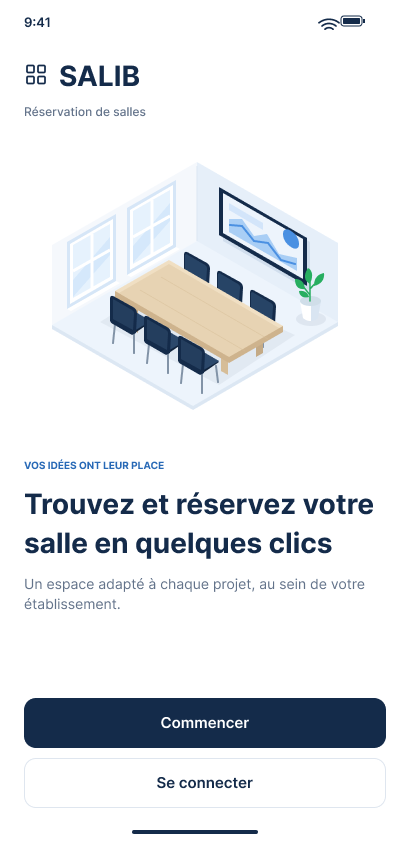 9:41
SALIB
Réservation de salles
VOS IDÉES ONT LEUR PLACE
Trouvez et réservez votre
salle en quelques clics
Un espace adapté à chaque projet, au sein de votre
établissement.
Commencer
Se connecter